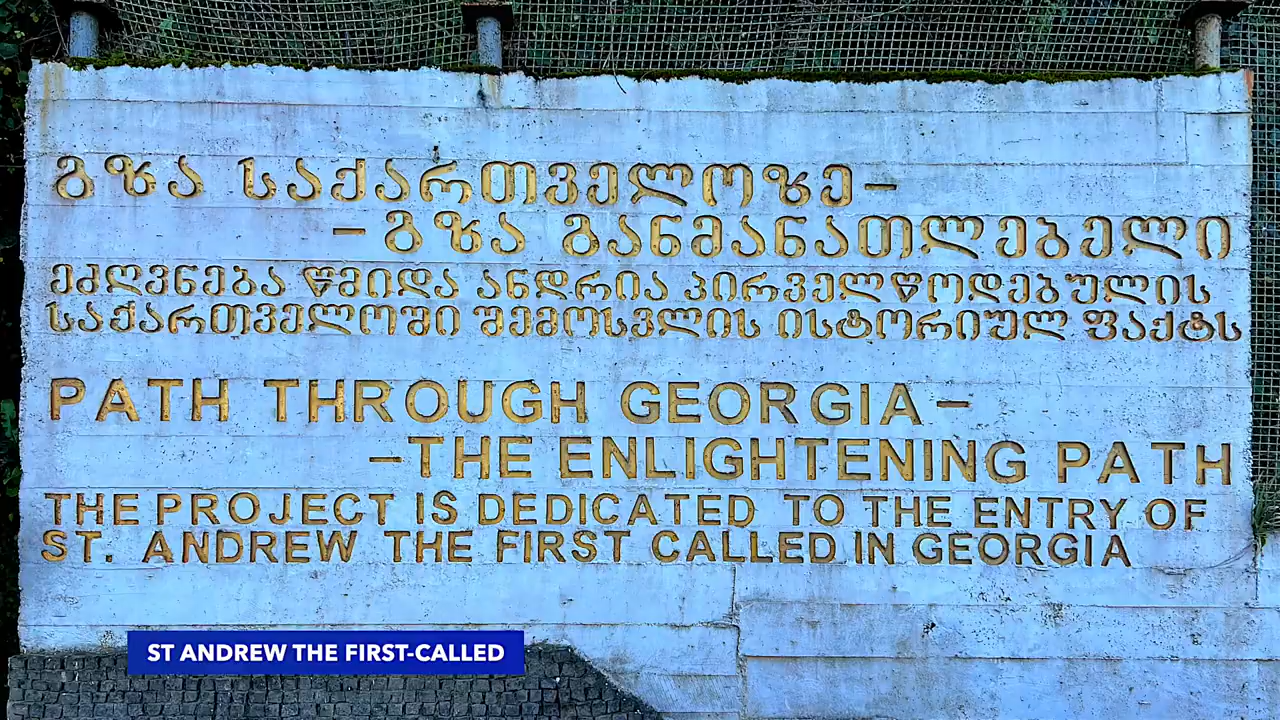 გზა საქართველოზე–
–გზა განმანათლებელი
ეძღვნება წმიდა ანდრია პირველწოდებულის
საქართველოში შემოსვლის ისტორიულ ფაქტს
PATH THROUGH GEORGIA–
–THE ENLIGHTENING PATH
THE PROJECT IS DEDICATED TO THE ENTRY OF
ST. ANDREW THE FIRST CALLED IN GEORGIA
ST ANDREW THE FIRST-CALLED